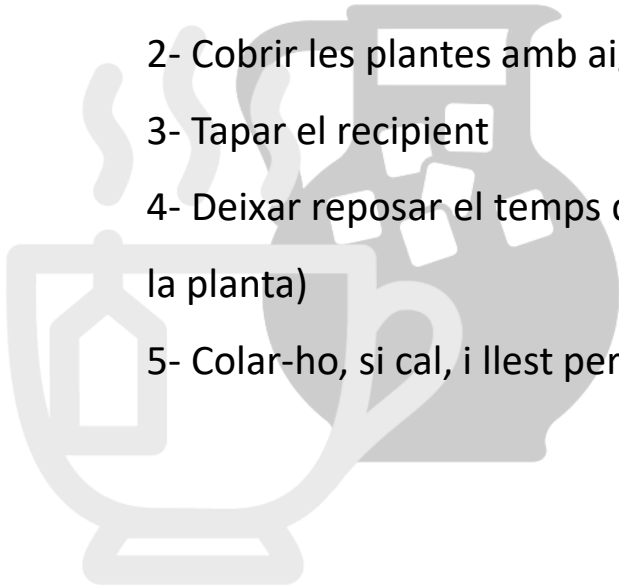 2- Cobrir les plantes amb
3- Tapar el recipient
4- Deixar reposar el temps
la planta)
5- Colar-ho, si cal, i llest per